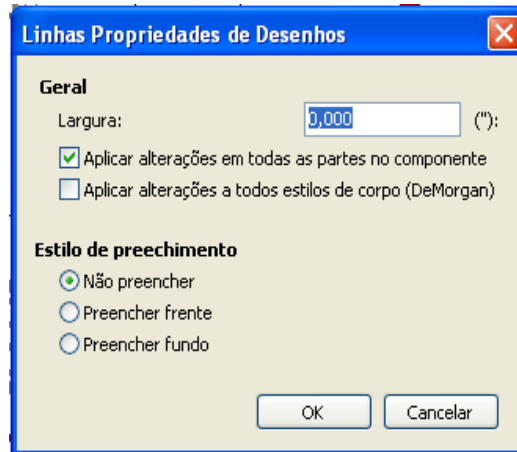 Linhas Propriedades de Desenhos
Geral
Largura: 0,000 ("):
Aplicar alterações em todas as partes no componente
Aplicar alterações a todos estilos de corpo (DeMorgan)
Estilo de preechimento
Não preencher
Preencher frente
Preencher fundo
OK Cancelar